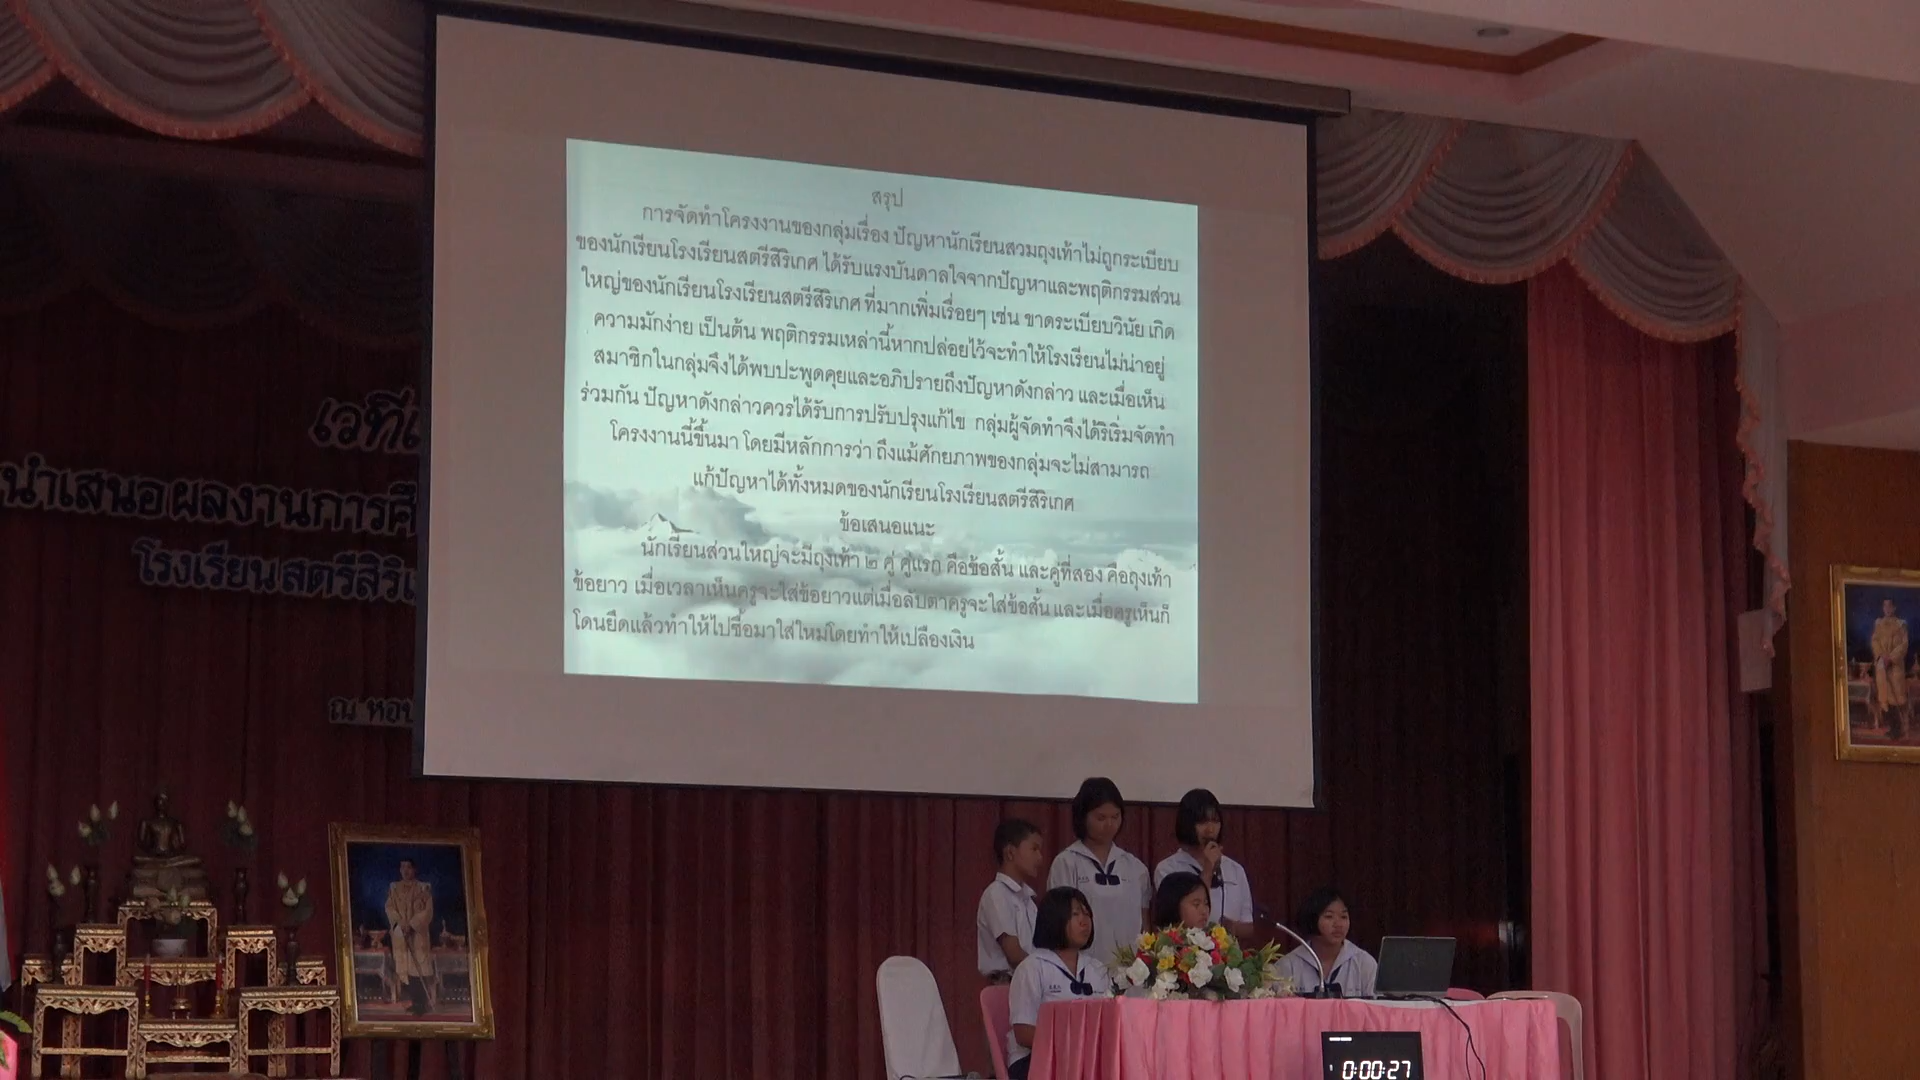 สรุป
การจัดทำโครงงานของกลุ่มเรื่อง ปัญหานักเรียนสวมถุงเท้าไม่ถูกระเบียบ
ของนักเรียนโรงเรียนสตรีสิริเกศ ได้รับแรงบันดาลใจจากปัญหาและพฤติกรรมส่วน
ใหญ่ของนักเรียนโรงเรียนสตรีสิริเกศ ที่มากเพิ่มเรื่อยๆ เช่น ขาดระเบียบวินัย เกิด
ความมักง่าย เป็นต้น พฤติกรรมเหล่านี้หากปล่อยไว้จะทำให้โรงเรียนไม่น่าอยู่
สมาชิกในกลุ่มจึงได้พบปะพูดคุยและอภิปรายถึงปัญหาดังกล่าว และเมื่อเห็น
ร่วมกัน ปัญหาดังกล่าวควรได้รับการปรับปรุงแก้ไข กลุ่มผู้จัดทำจึงได้ริเริ่มจัดทำ
โครงงานนี้ขึ้นมา โดยมีหลักการว่า ถึงแม้ศักยภาพของกลุ่มจะไม่สามารถ
แก้ปัญหาได้ทั้งหมดของนักเรียนโรงเรียนสตรีสิริเกศ
ข้อเสนอแนะ
นักเรียนส่วนใหญ่จะมีถุงเท้า ๒ คู่ คู่แรก คือข้อสั้น และคู่ที่สอง คือถุงเท้า
ข้อยาว เมื่อเวลาเห็นครูจะใส่ข้อยาวแต่เมื่อลับตาครูจะใส่ข้อสั้น และเมื่อครูเห็นก็
โดนยึดแล้วทำให้ไปซื้อมาใส่ใหม่โดยทำให้เปลืองเงิน
เวที
นำเสนอผลงานการศึ
โรงเรียนสตรีสิริเ
ณ หอป
0:00:27